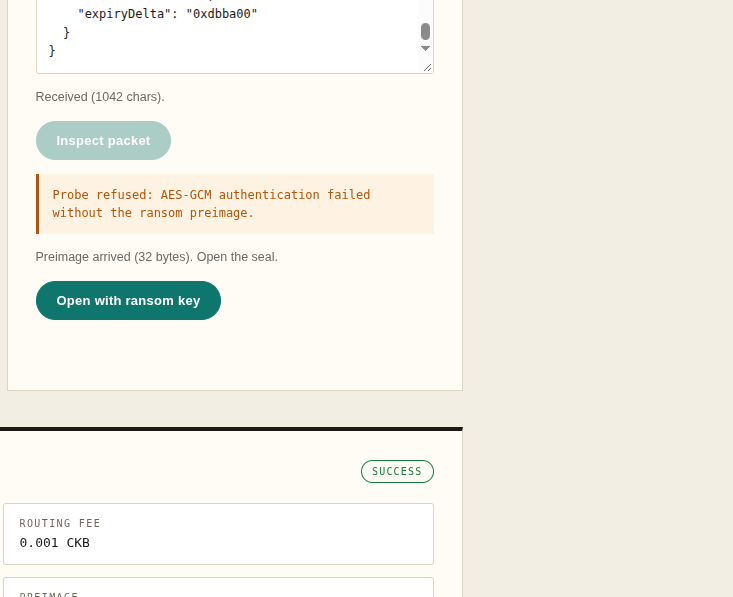 "expiryDelta": "0xdbba00"
}
}
Received (1042 chars).
Inspect packet
Probe refused: AES-GCM authentication failed
without the ransom preimage.
Preimage arrived (32 bytes). Open the seal.
Open with ransom key
SUCCESS
ROUTING FEE
0.001 CKB
PREIMAGE